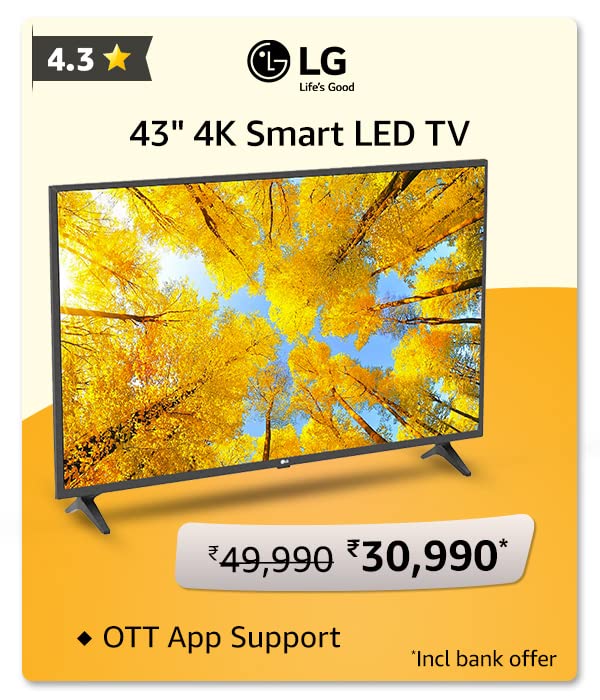 4.3
LG
Life's Good
43" 4K Smart LED TV
LG
₹49,990 ₹30,990*
◆ OTT App Support
*Incl bank offer